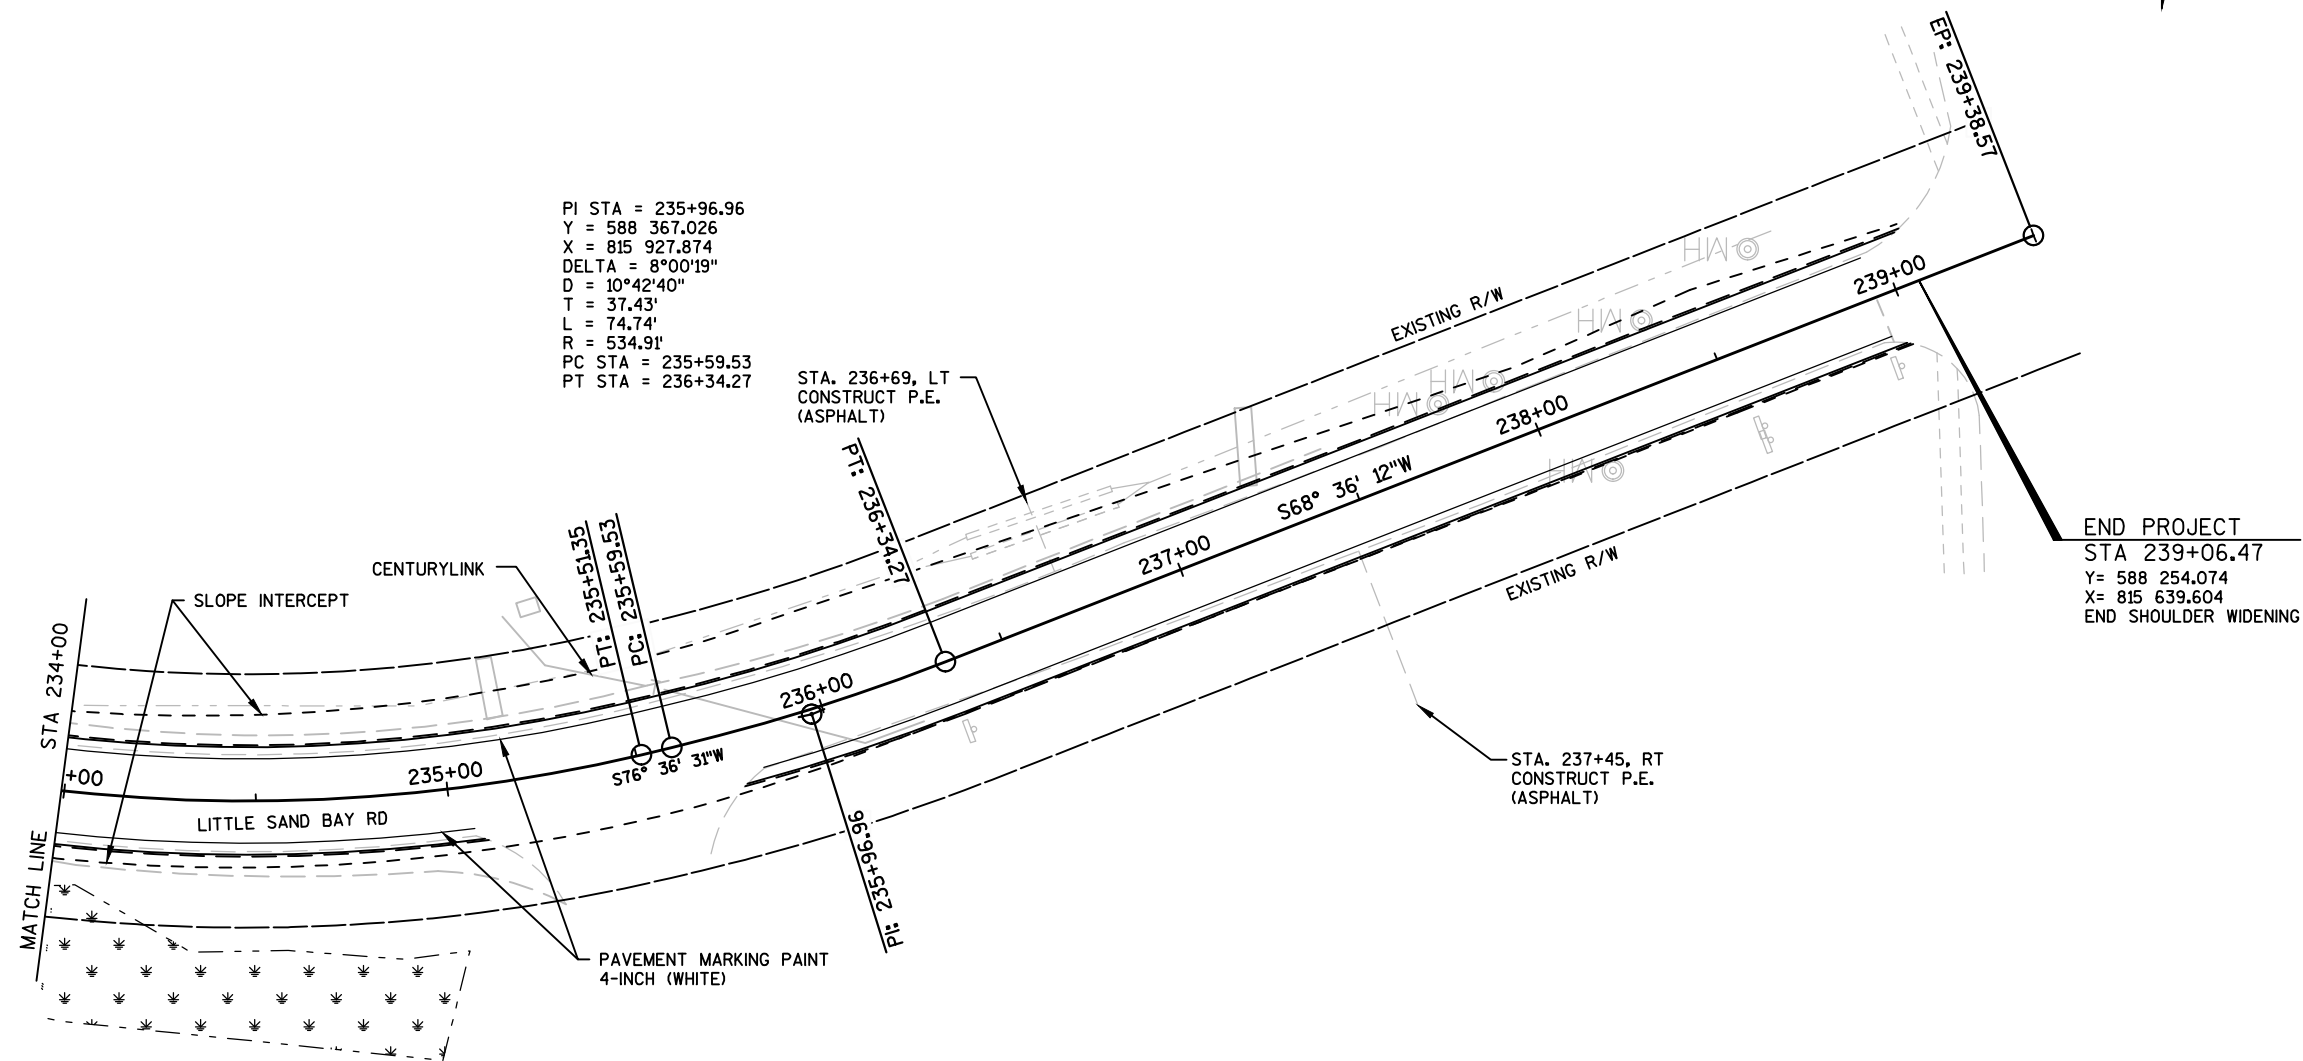 EP: 239+38.57
PI STA = 235+96.96
Y = 588 367.026
X = 815 927.874
DELTA = 8°00'19"
D = 10°42'40"
T = 37.43'
L = 74.74'
R = 534.91'
PC STA = 235+59.53
PT STA = 236+34.27
STA. 236+69, LT
CONSTRUCT P.E.
(ASPHALT)
PT: 236+34.27
EXISTING R/W
HM
HM
HM
HM
HM
239+00
238+00
S68° 36' 12"W
237+00
EXISTING R/W
END PROJECT
STA 239+06.47
Y= 588 254.074
X= 815 639.604
END SHOULDER WIDENING
CENTURYLINK
PT: 235+51.35
PC: 235+59.53
SLOPE INTERCEPT
STA 234+00
236+00
S76° 36' 31"W
+00
235+00
LITTLE SAND BAY RD
MATCH LINE
PI: 235+96.96
STA. 237+45, RT
CONSTRUCT P.E.
(ASPHALT)
PAVEMENT MARKING PAINT
4-INCH (WHITE)